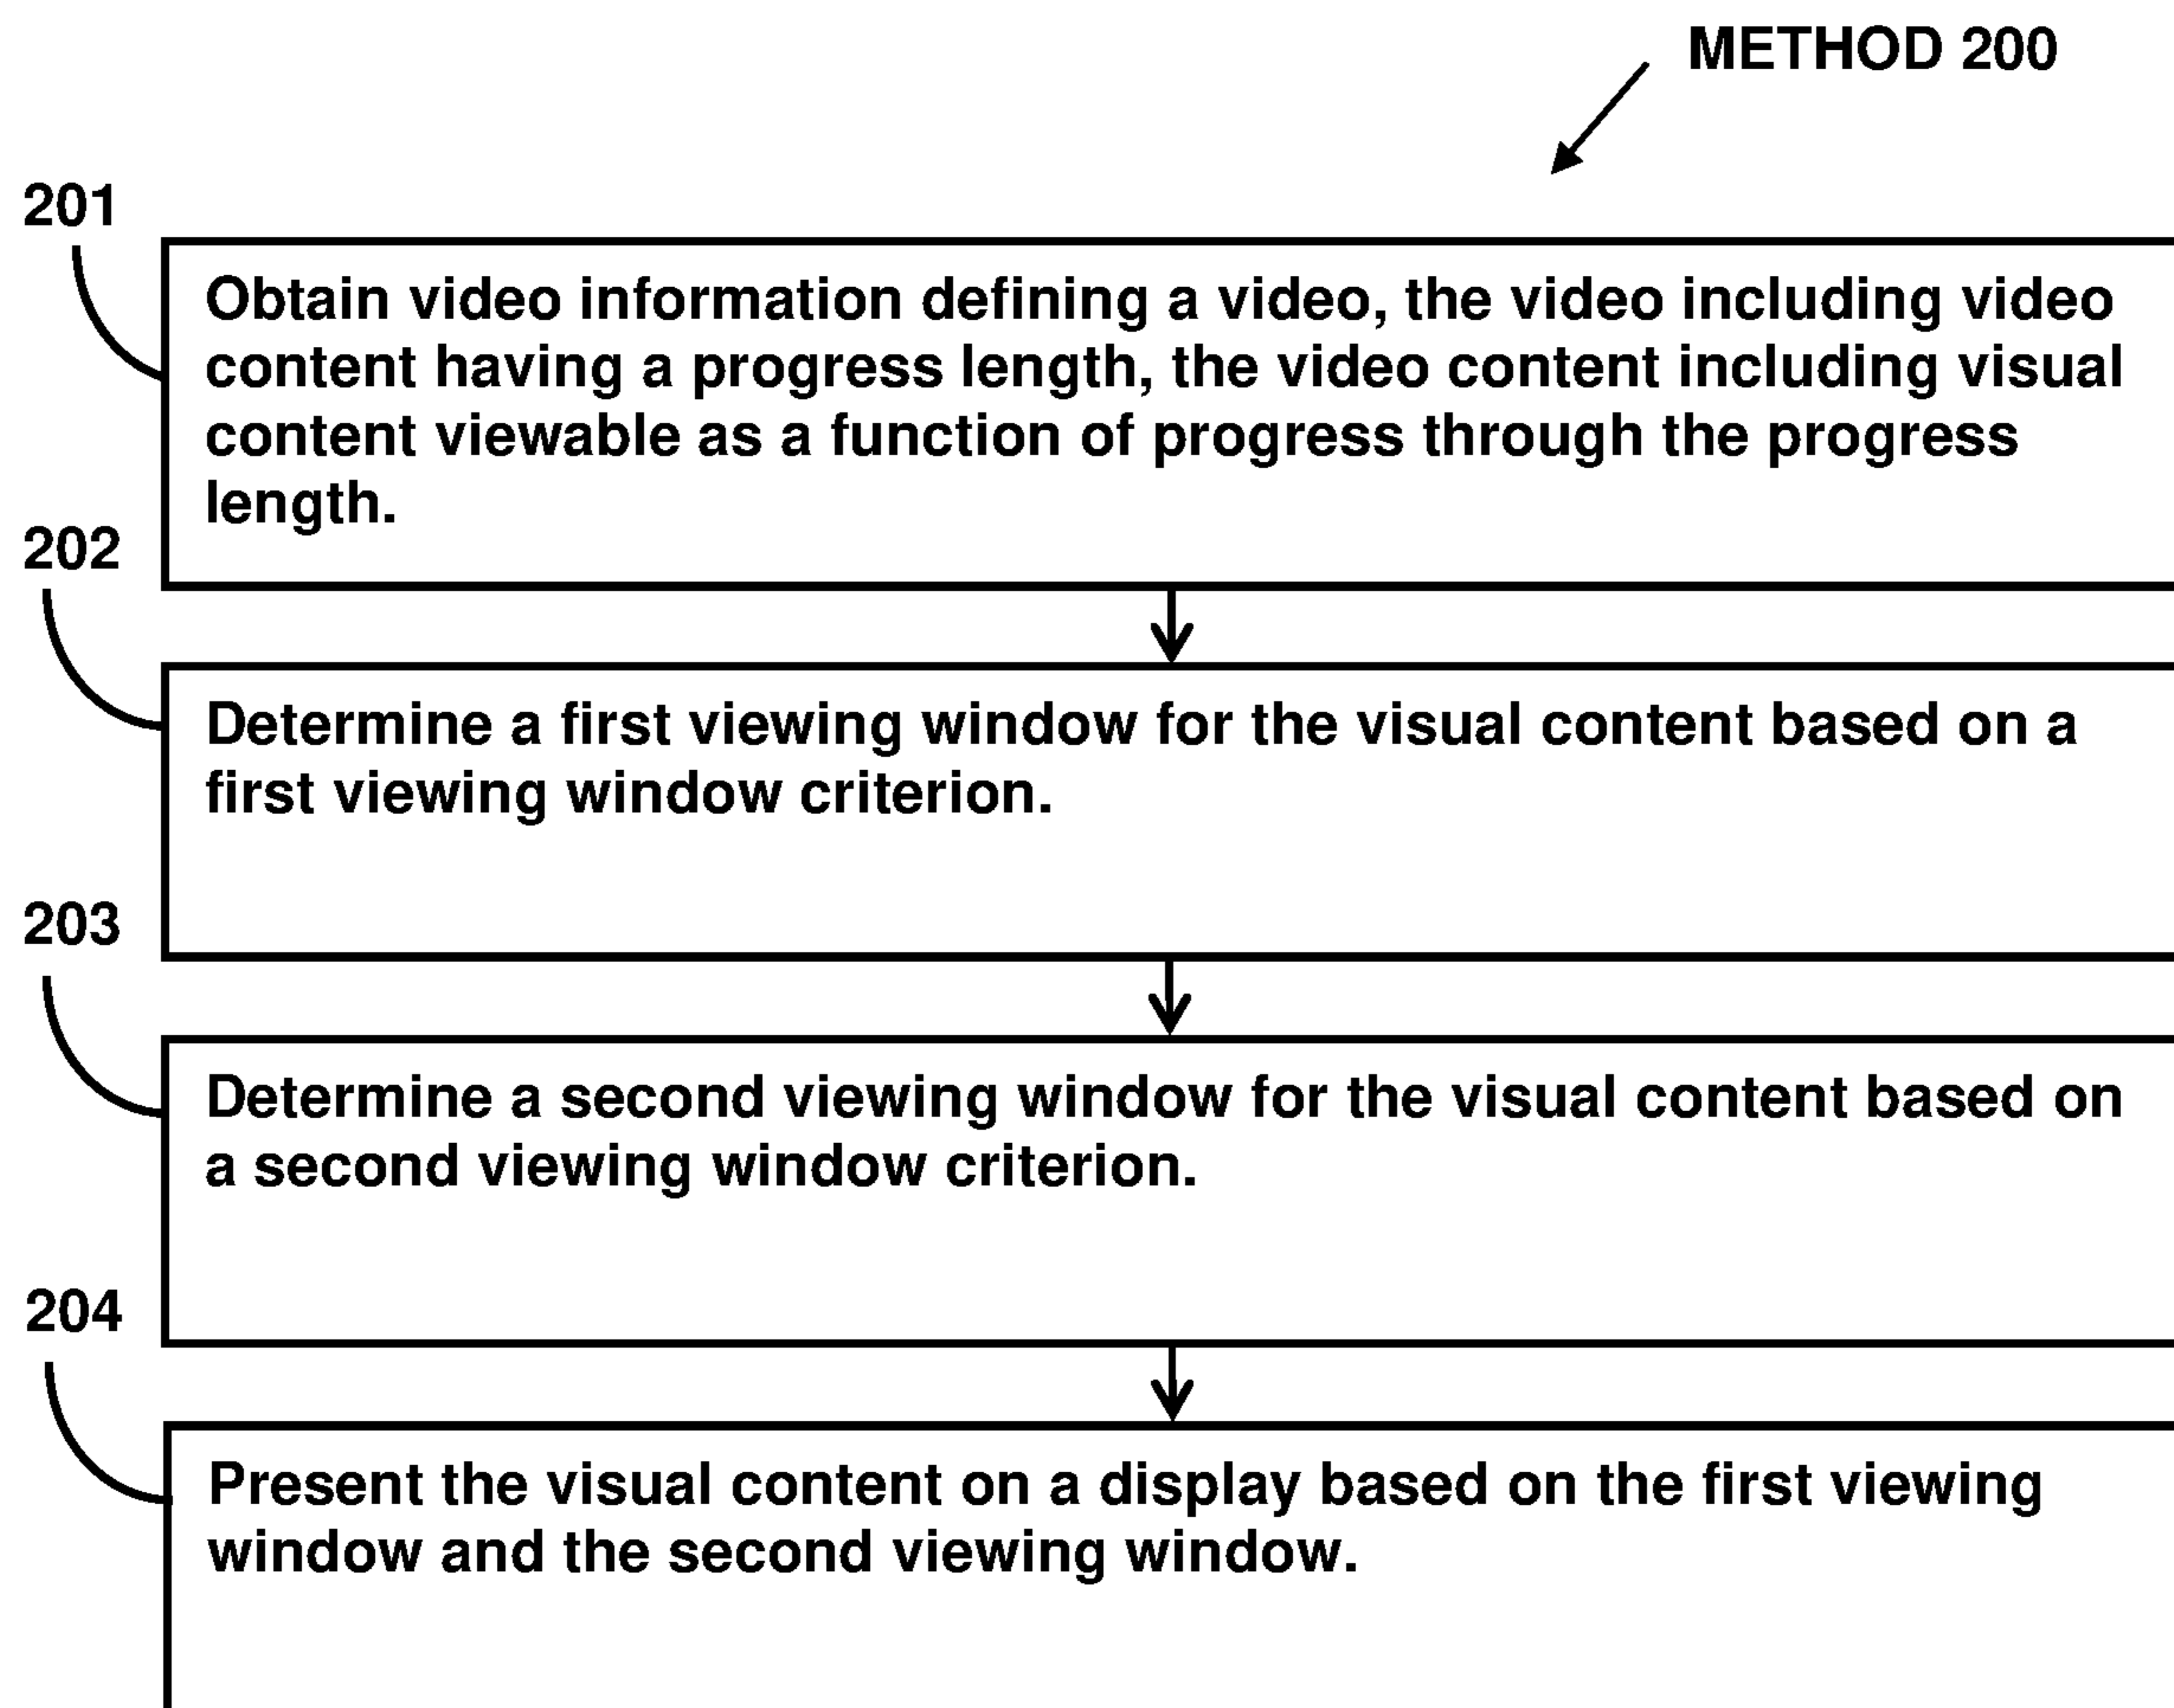 METHOD 200
201
Obtain video information defining a video, the video including video
content having a progress length, the video content including visual
content viewable as a function of progress through the progress
length.
202
Determine a first viewing window for the visual content based on a
first viewing window criterion.
203
Determine a second viewing window for the visual content based on
a second viewing window criterion.
204
Present the visual content on a display based on the first viewing
window and the second viewing window.